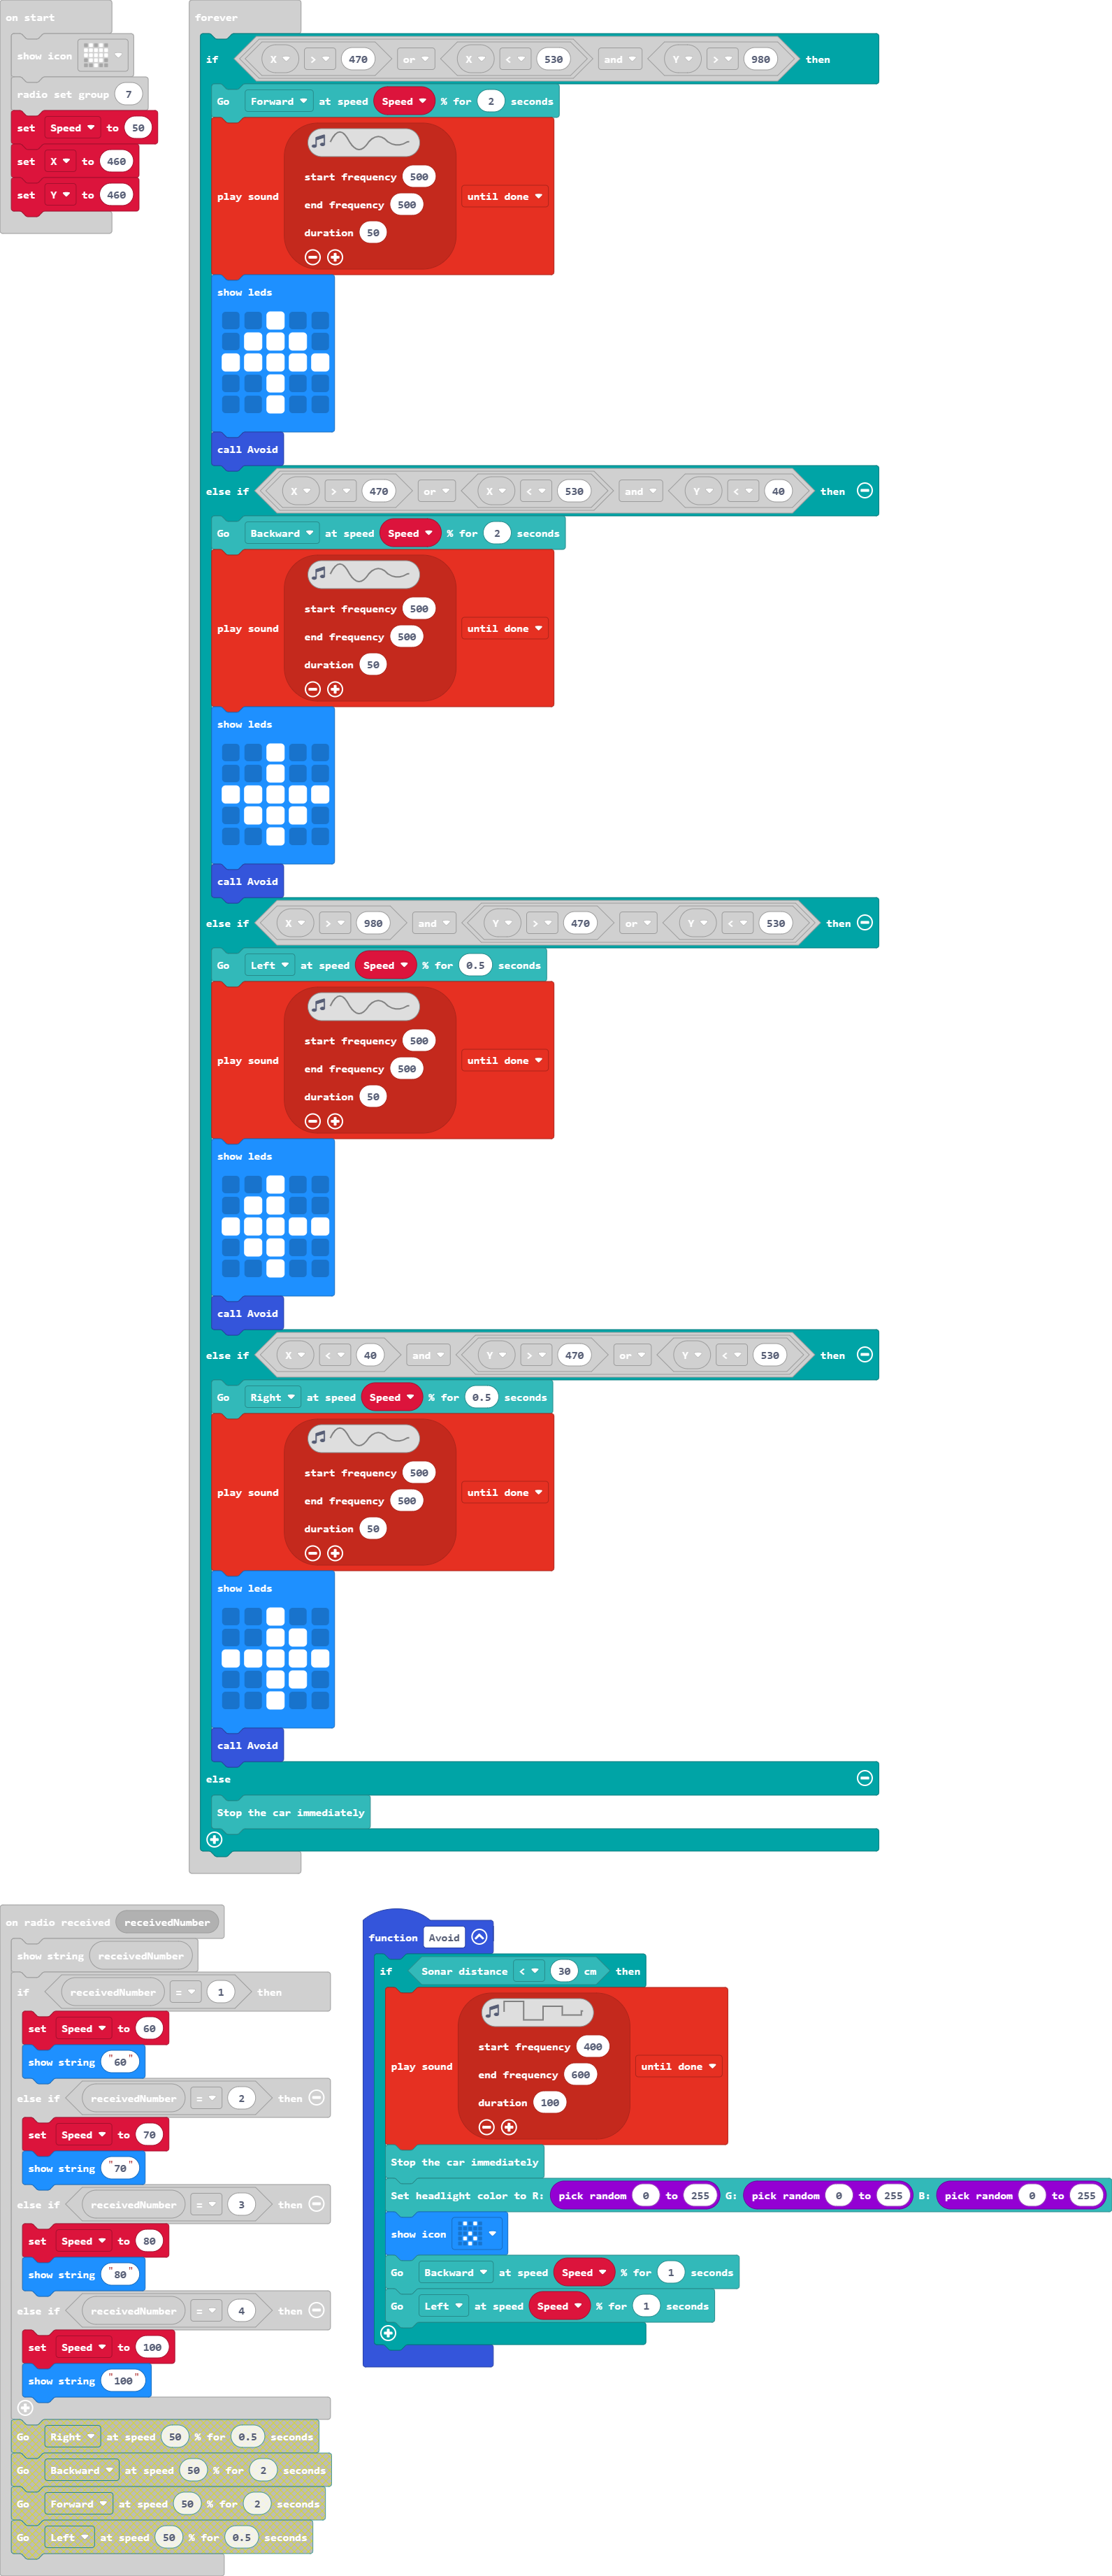 on start
show icon
radio set group 7
set Speed to 50
set X to 460
set Y to 460
forever
if X > 470 or X < 530 and Y > 980 then
Go Forward at speed Speed % for 2 seconds
play sound
start frequency 500
end frequency 500
duration 50
until done
show leds
call Avoid
else if X > 470 or X < 530 and Y < 40 then
Go Backward at speed Speed % for 2 seconds
play sound
start frequency 500
end frequency 500
duration 50
until done
show leds
call Avoid
else if X > 980 and Y > 470 or Y < 530 then
Go Left at speed Speed % for 0.5 seconds
play sound
start frequency 500
end frequency 500
duration 50
until done
show leds
call Avoid
else if X < 40 and Y > 470 or Y < 530 then
Go Right at speed Speed % for 0.5 seconds
play sound
start frequency 500
end frequency 500
duration 50
until done
show leds
call Avoid
else
Stop the car immediately
on radio received receivedNumber
show string receivedNumber
if receivedNumber = 1 then
set Speed to 60
show string "60"
else if receivedNumber = 2 then
set Speed to 70
show string "70"
else if receivedNumber = 3 then
set Speed to 80
show string "80"
else if receivedNumber = 4 then
set Speed to 100
show string "100"
Go Right at speed 50 % for 0.5 seconds
Go Backward at speed 50 % for 2 seconds
Go Forward at speed 50 % for 2 seconds
Go Left at speed 50 % for 0.5 seconds
function Avoid
if Sonar distance < 30 cm then
play sound
start frequency 400
end frequency 600
duration 100
until done
Stop the car immediately
Set headlight color to R: pick random 0 to 255 G: pick random 0 to 255 B: pick random 0 to 255
show icon
Go Backward at speed Speed % for 1 seconds
Go Left at speed Speed % for 1 seconds